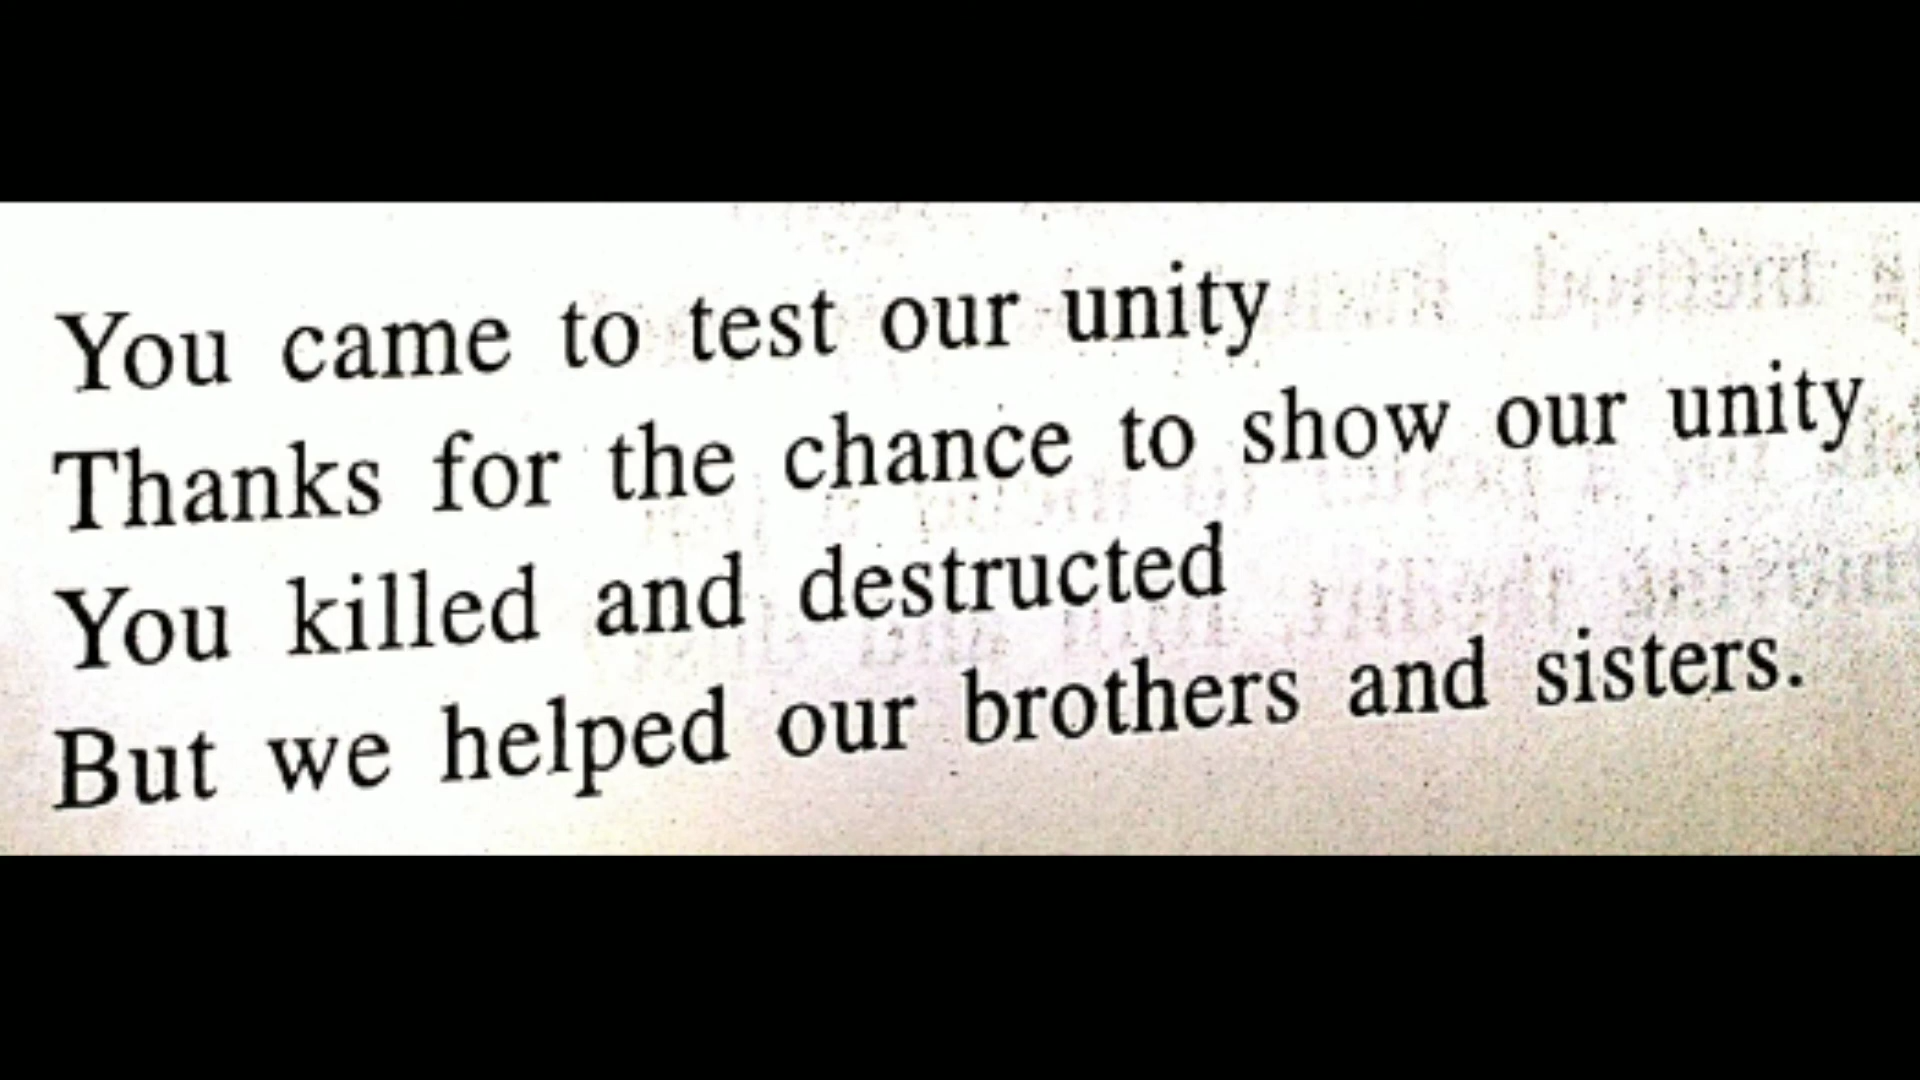 You came to test our unity
Thanks for the chance to show our unity
You killed and destructed
But we helped our brothers and sisters.